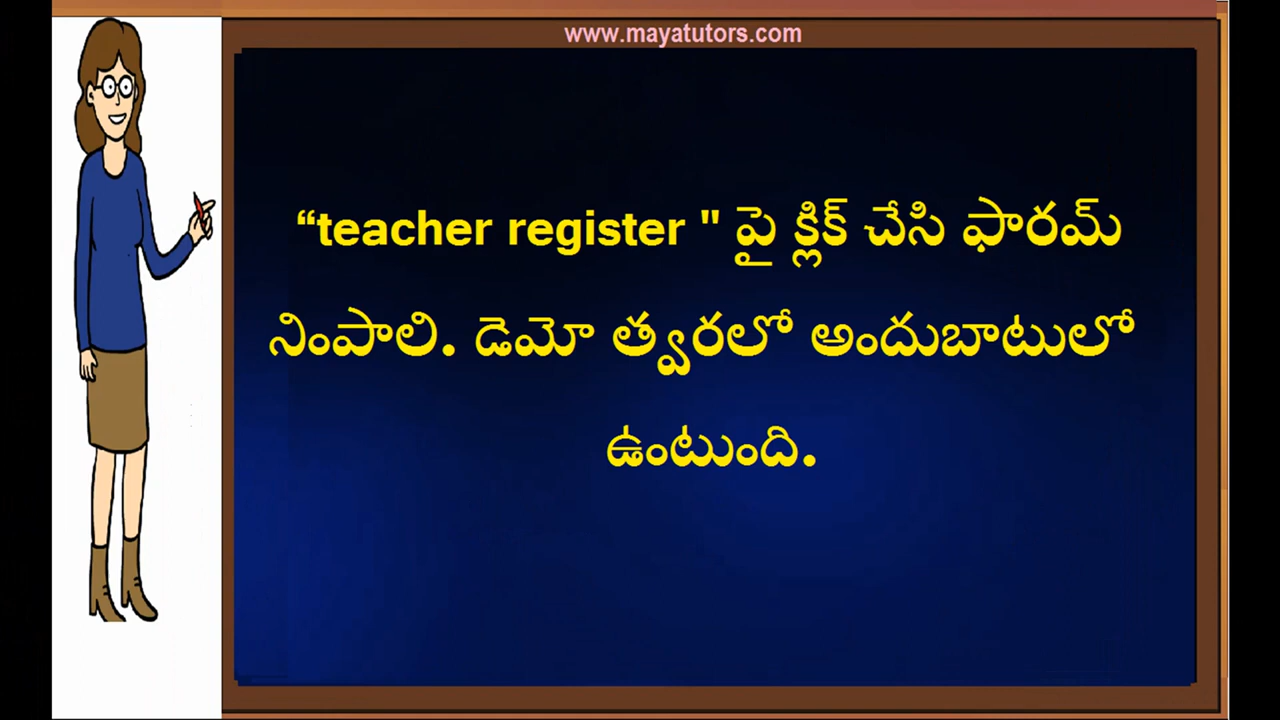 www.mayatutors.com
“teacher register " పై క్లిక్ చేసి ఫారమ్
నింపాలి. డెమో త్వరలో అందుబాటులో
ఉంటుంది.